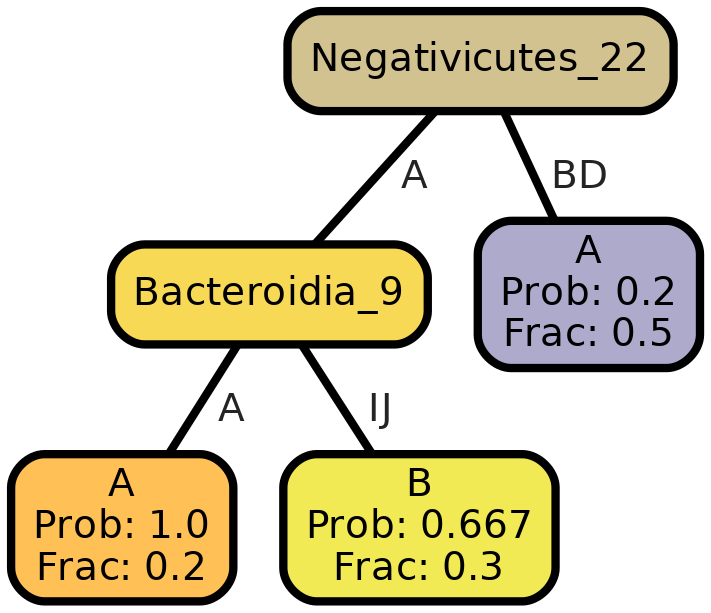 Negativicutes_22
A
BD
Bacteroidia_9
A
Prob: 0.2
Frac: 0.5
A
IJ
A
Prob: 1.0
Frac: 0.2
B
Prob: 0.667
Frac: 0.3